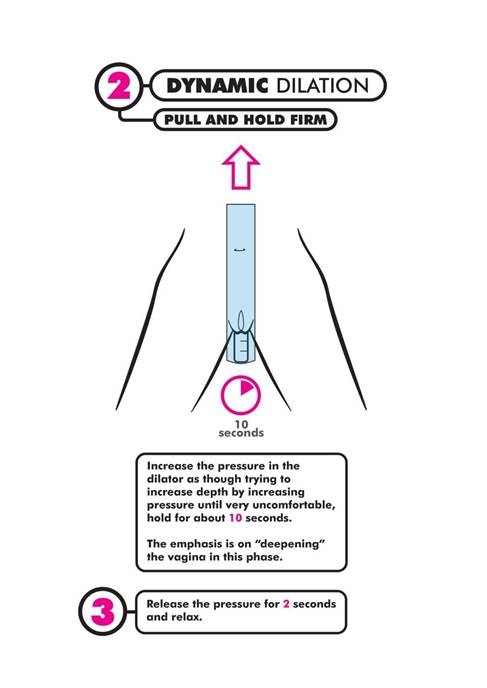 2 DYNAMIC DILATION
PULL AND HOLD FIRM
10
seconds
Increase the pressure in the
dilator as though trying to
increase depth by increasing
pressure until very uncomfortable,
hold for about 10 seconds.
The emphasis is on “deepening”
the vagina in this phase.
3 Release the pressure for 2 seconds
and relax.